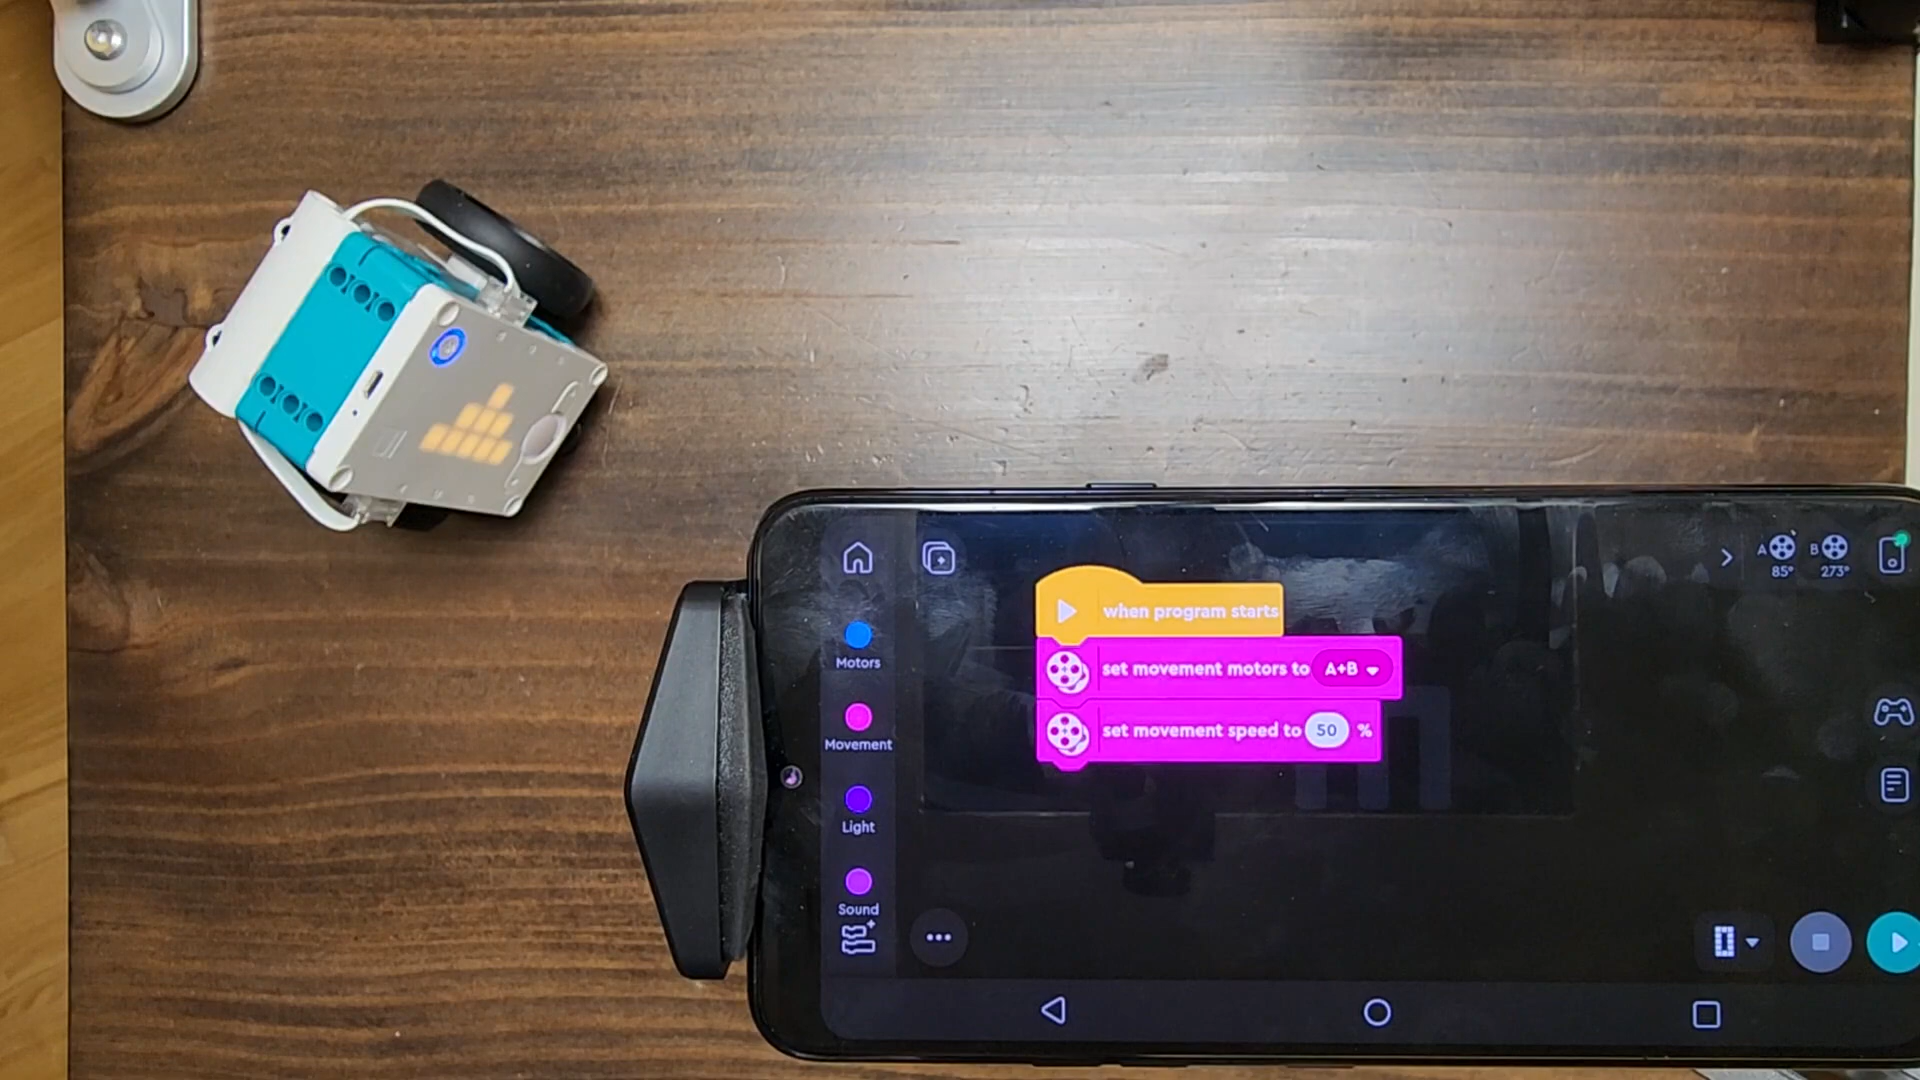 A B
85° 273°
when program starts
set movement motors to A+B
set movement speed to 50 %
Motors
Movement
Light
Sound